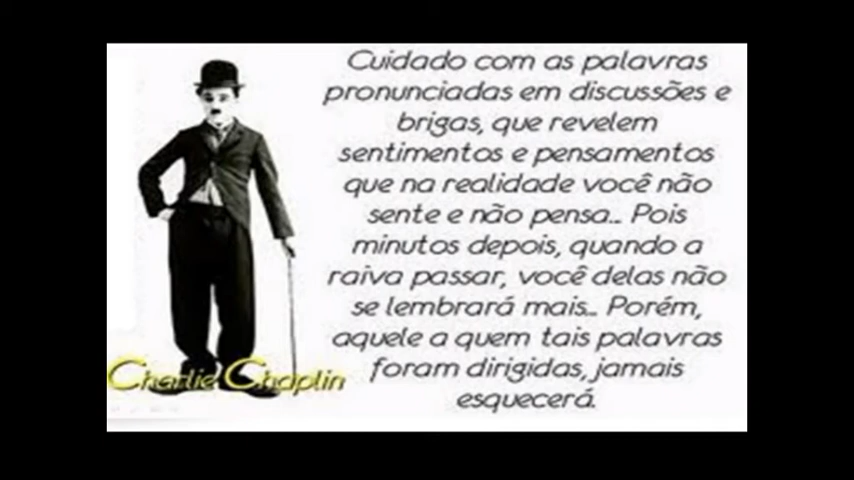 Cuidado com as palavras
pronunciadas em discussões e
brigas, que revelem
sentimentos e pensamentos
que na realidade você não
sente e não pensa... Pois
minutos depois, quando a
raiva passar, você delas não
se lembrará mais... Porém,
aquele a quem tais palavras
foram dirigidas, jamais
esquecerá.
Charlie Chaplin